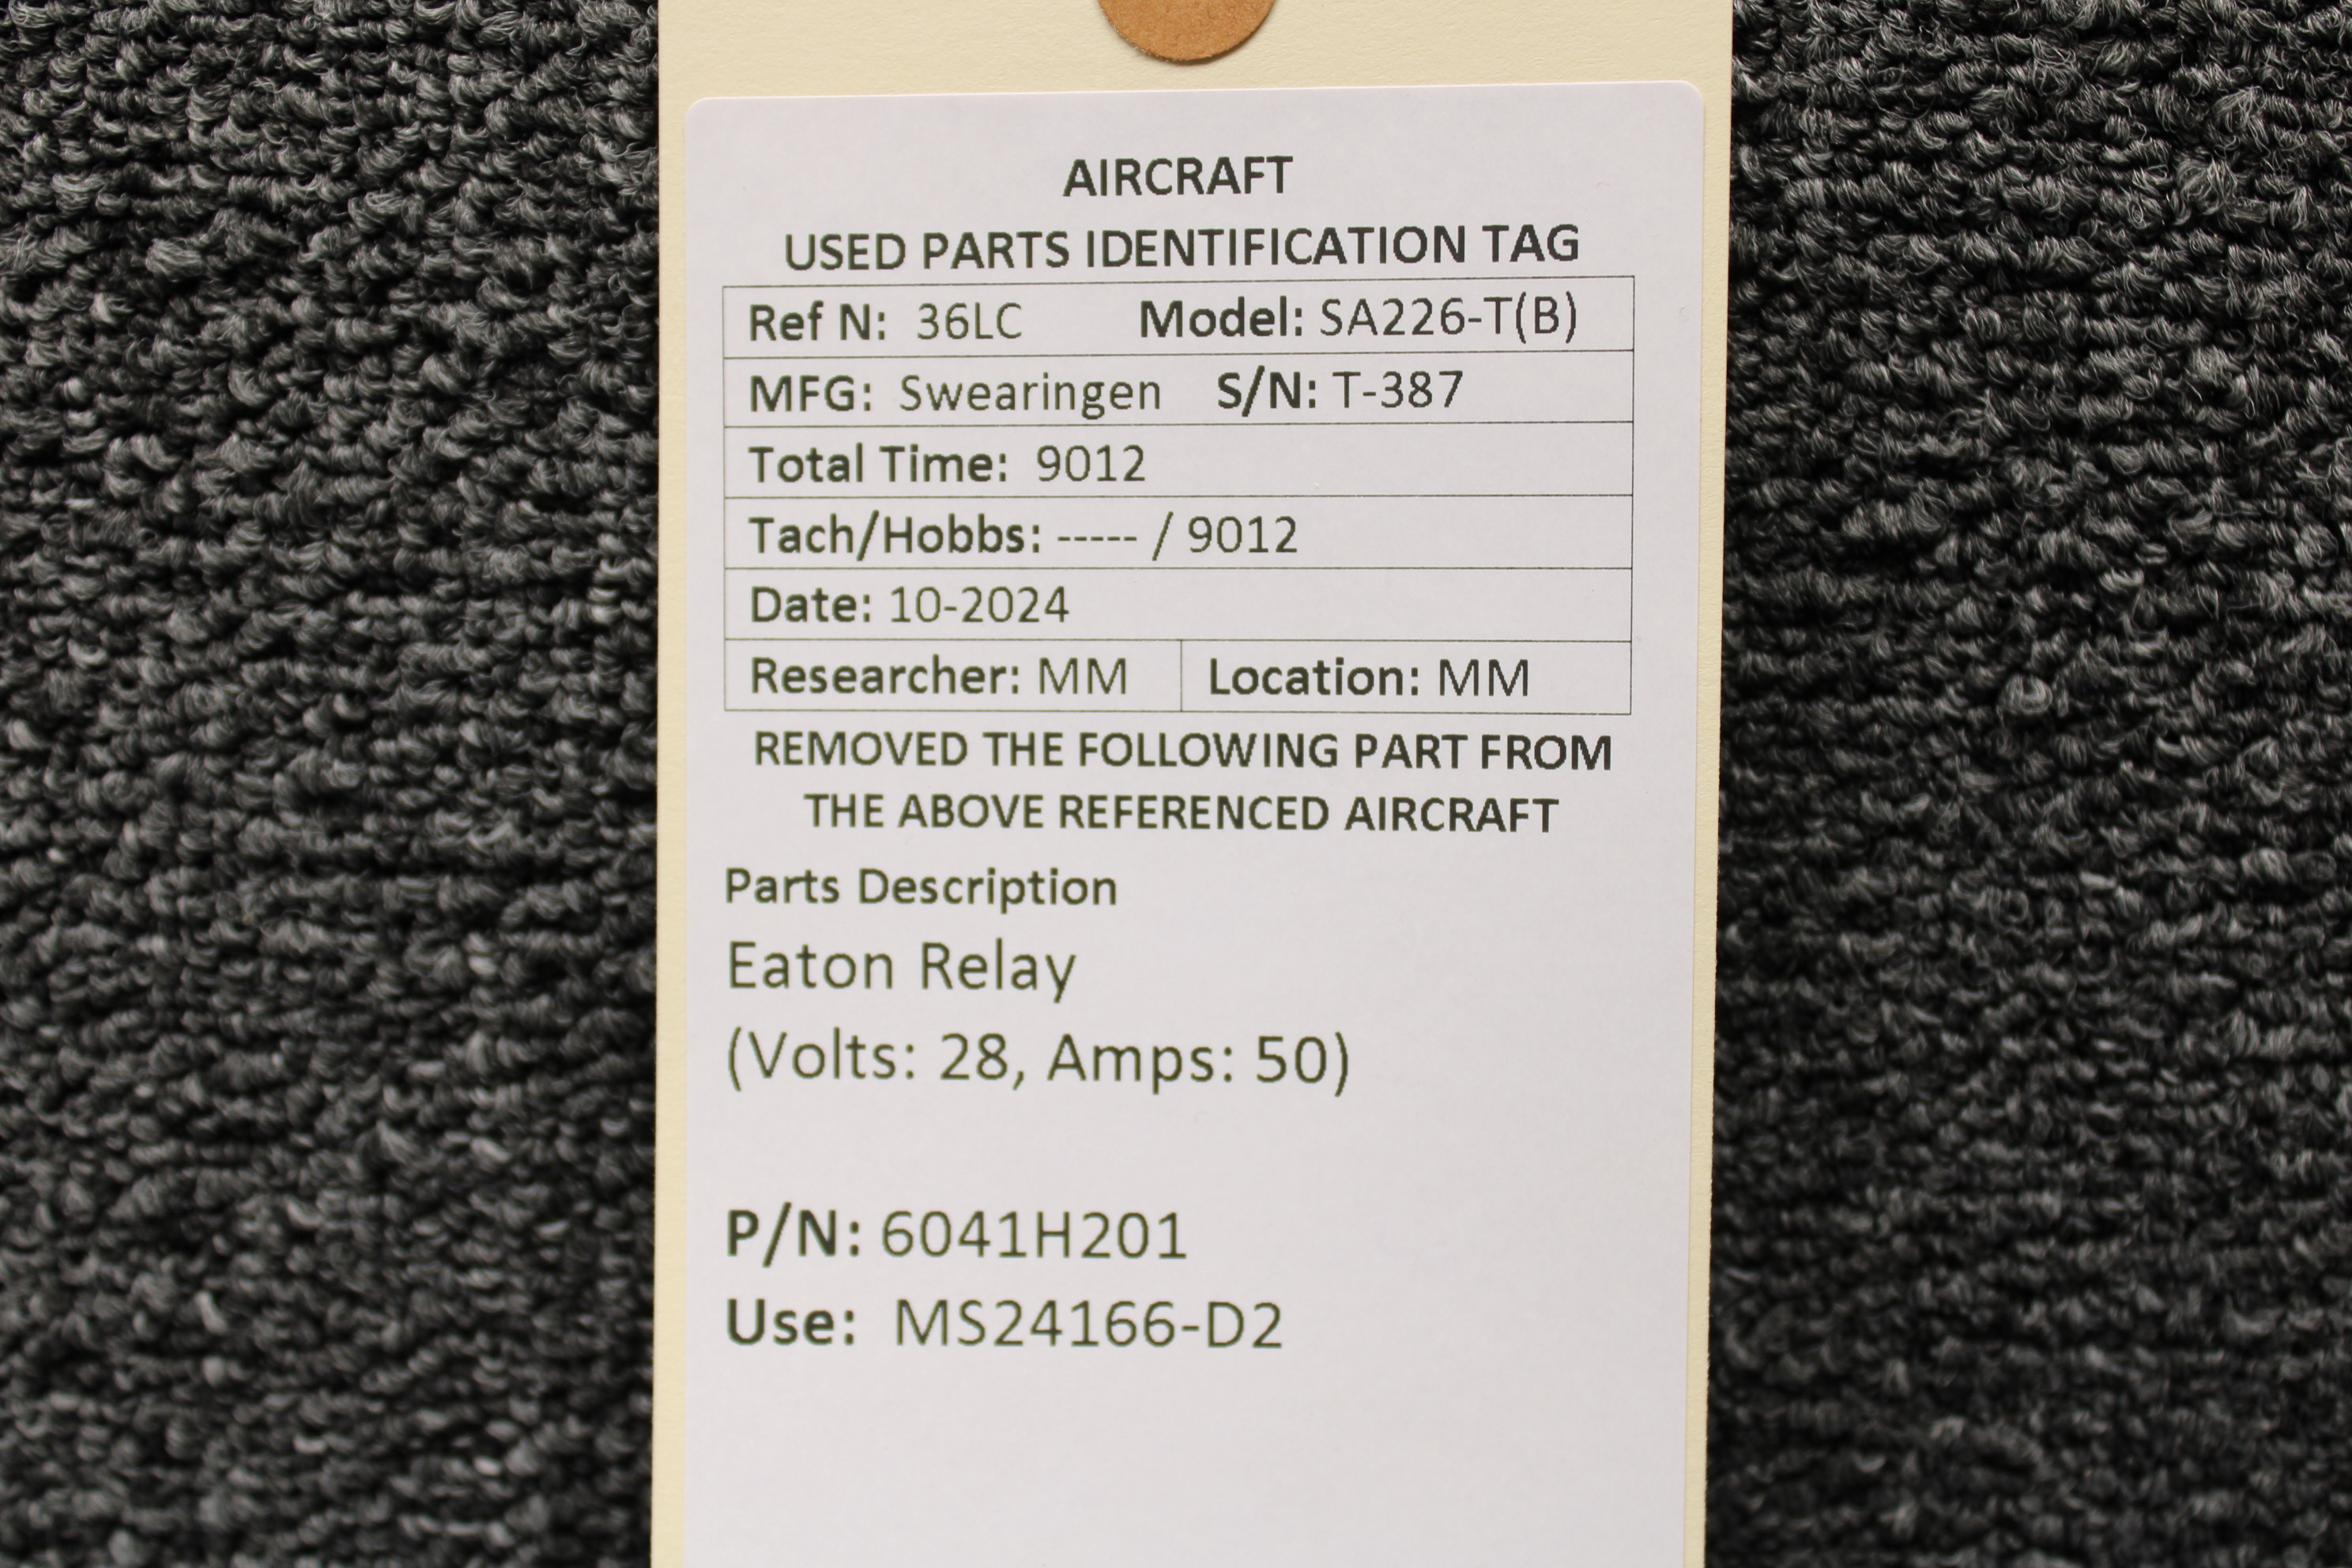 AIRCRAFT
USED PARTS IDENTIFICATION TAG
Ref N: 36LC Model: SA226-T(B)
MFG: Swearingen S/N: T-387
Total Time: 9012
Tach/Hobbs: ----- / 9012
Date: 10-2024
Researcher: MM Location: MM
REMOVED THE FOLLOWING PART FROM
THE ABOVE REFERENCED AIRCRAFT
Parts Description
Eaton Relay
(Volts: 28, Amps: 50)
P/N: 6041H201
Use: MS24166-D2